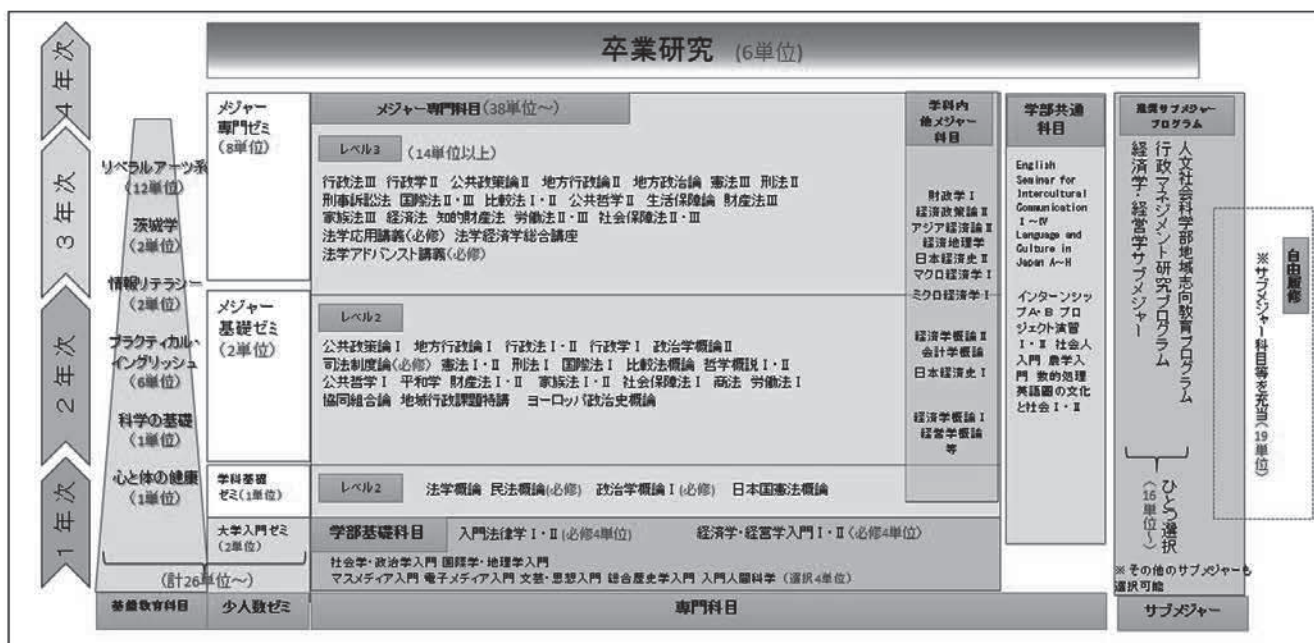 卒業研究 (6単位)
4年次
3年次
2年次
1年次
リベラルアーツ系
(12単位)
茨城学
(2単位)
情報リテラシー
(2単位)
プラクティカル・
イングリッシュ
(6単位)
科学の基礎
(1単位)
心と体の健康
(1単位)
(計26単位~)
基盤教育科目
メジャー
専門ゼミ
(8単位)
メジャー
基礎ゼミ
(2単位)
学科基礎
ゼミ(1単位)
大学入門ゼミ
(2単位)
少人数ゼミ
メジャー専門科目(38単位~)
レベル3 (14単位以上)
行政法Ⅲ 行政学Ⅱ 公共政策論Ⅱ 地方行政論Ⅱ 地方政治論 憲法Ⅲ 刑法Ⅱ
刑事訴訟法 国際法Ⅱ・Ⅲ 比較法Ⅰ・Ⅱ 公共哲学Ⅱ 生活保障論 財産法Ⅲ
家族法Ⅲ 経済法 知的財産法 労働法Ⅱ・Ⅲ 社会保障法Ⅱ・Ⅲ
法学応用講義(必修) 法学経済学総合講座
法学アドバンスト講義(必修)
レベル2
公共政策論Ⅰ 地方行政論Ⅰ 行政法Ⅰ・Ⅱ 行政学Ⅰ 政治学概論Ⅱ
司法制度論(必修) 憲法Ⅰ・Ⅱ 刑法Ⅰ 国際法Ⅰ 比較法概論 哲学概説Ⅰ・Ⅱ
公共哲学Ⅰ 平和学 財産法Ⅰ・Ⅱ 家族法Ⅰ・Ⅱ 社会保障法Ⅰ 商法 労働法Ⅰ
協同組合論 地域行政課題特講 ヨーロッパ政治史概論
レベル2 法学概論 民法概論(必修) 政治学概論Ⅰ(必修) 日本国憲法概論
学部基礎科目 入門法律学Ⅰ・Ⅱ(必修4単位) 経済学・経営学入門Ⅰ・Ⅱ(必修4単位)
社会学・政治学入門 国際学・地理学入門
マスメディア入門 電子メディア入門 文芸・思想入門 総合歴史学入門 入門人間科学 (選択4単位)
専門科目
学科内
他メジャー
科目
財政学Ⅰ
経済政策論Ⅱ
アジア経済論Ⅱ
経済地理学
日本経済史Ⅱ
マクロ経済学Ⅰ
ミクロ経済学Ⅰ
経済学概論Ⅱ
会計学概論
日本経済史Ⅰ
経済学概論Ⅰ
経営学概論
等
学部共通
科目
English
Seminar for
Intercultural
Communication
Ⅰ~Ⅳ
Language and
Culture in
Japan A~H
インターンシッ
プA・B プロ
ジェクト演習
Ⅰ・Ⅱ 社会人
入門 農学入
門 数的処理
英語圏の文化
と社会Ⅰ・Ⅱ
推奨サブメジャー
プログラム
人文社会科学部地域志向教育プログラム
行政マネジメント研究プログラム
経済学・経営学サブメジャー
ひとつ選択
(16単位~)
※その他のサブメジャーも
選択可能
サブメジャー
自由履修
※サブメジャー科目等を充当(19単位)